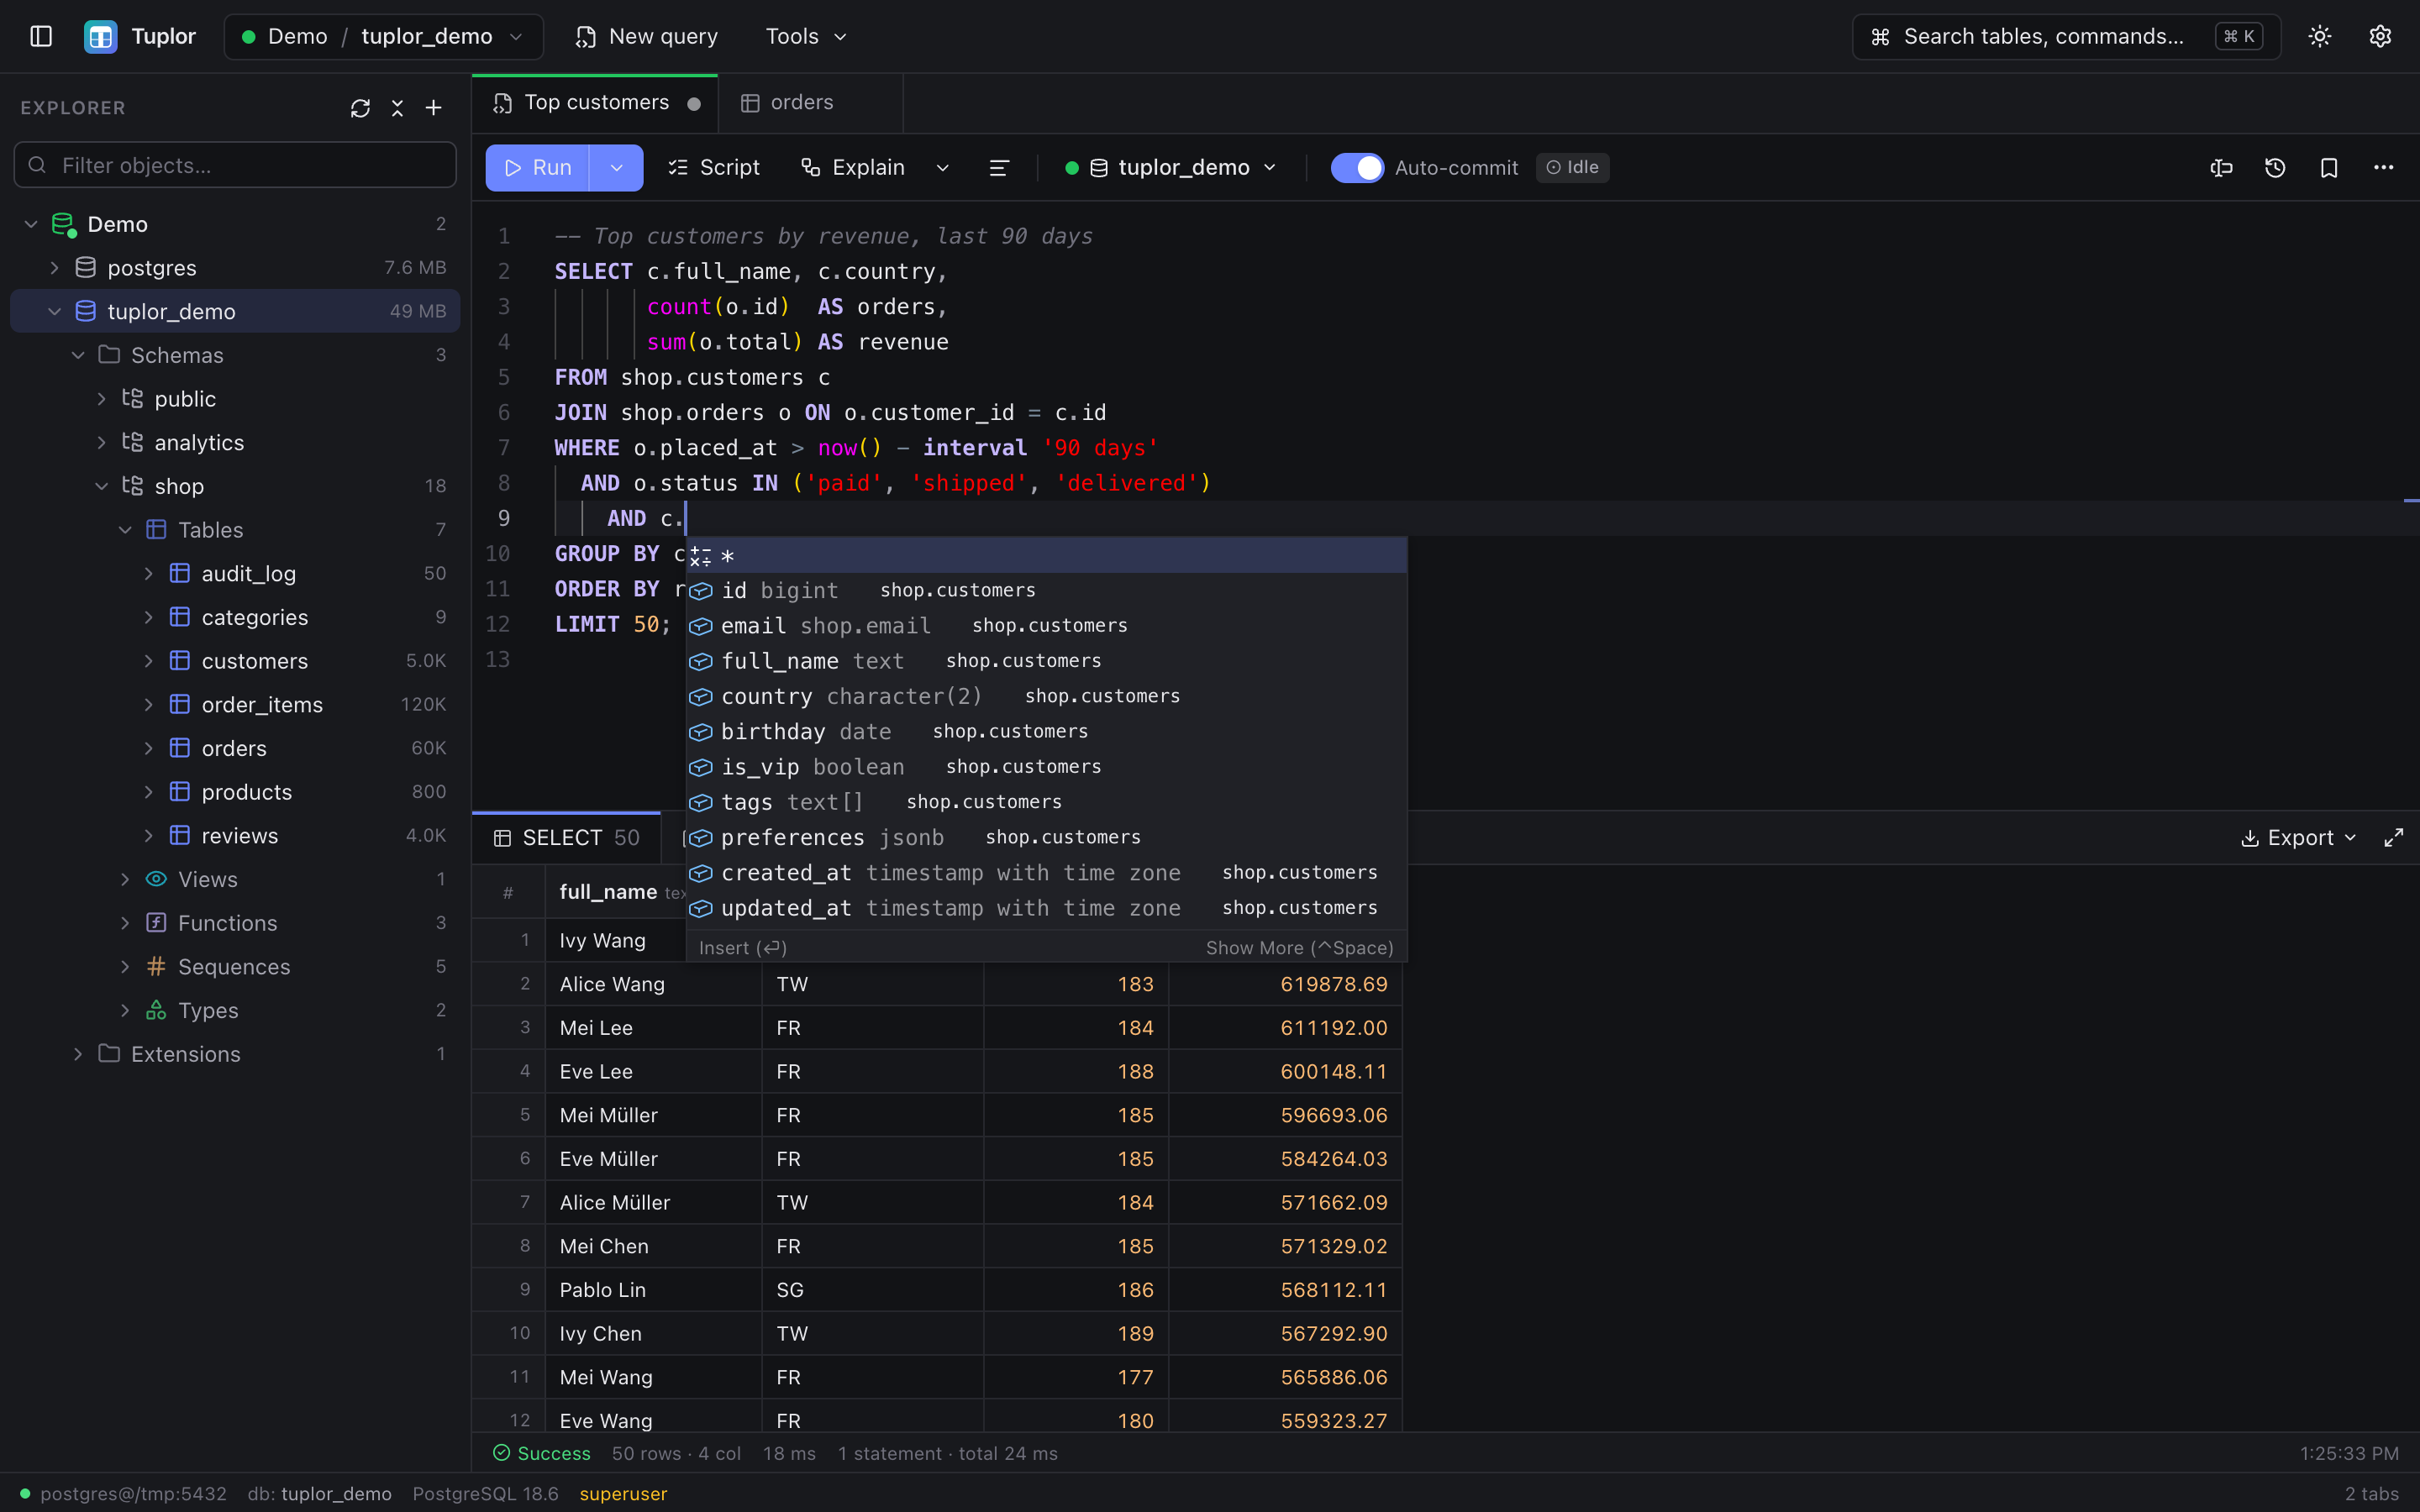 Tuplor Demo / tuplor_demo New query Tools Search tables, commands... ⌘ K
EXPLORER
Filter objects...
Demo 2
postgres 7.6 MB
tuplor_demo 49 MB
Schemas 3
public
analytics
shop 18
Tables 7
audit_log 50
categories 9
customers 5.0K
order_items 120K
orders 60K
products 800
reviews 4.0K
Views 1
Functions 3
Sequences 5
Types 2
Extensions 1
Top customers orders
Run Script Explain tuplor_demo Auto-commit Idle
1 -- Top customers by revenue, last 90 days
2 SELECT c.full_name, c.country,
3 count(o.id) AS orders,
4 sum(o.total) AS revenue
5 FROM shop.customers c
6 JOIN shop.orders o ON o.customer_id = c.id
7 WHERE o.placed_at > now() - interval '90 days'
8 AND o.status IN ('paid', 'shipped', 'delivered')
9 AND c.
10 GROUP BY c
11 ORDER BY r
12 LIMIT 50;
13
*
id bigint shop.customers
email shop.email shop.customers
full_name text shop.customers
country character(2) shop.customers
birthday date shop.customers
is_vip boolean shop.customers
tags text[] shop.customers
preferences jsonb shop.customers
created_at timestamp with time zone shop.customers
updated_at timestamp with time zone shop.customers
Insert (⏎) Show More (^Space)
SELECT 50 Export
# full_name
1 Ivy Wang
2 Alice Wang TW 183 619878.69
3 Mei Lee FR 184 611192.00
4 Eve Lee FR 188 600148.11
5 Mei Müller FR 185 596693.06
6 Eve Müller FR 185 584264.03
7 Alice Müller TW 184 571662.09
8 Mei Chen FR 185 571329.02
9 Pablo Lin SG 186 568112.11
10 Ivy Chen TW 189 567292.90
11 Mei Wang FR 177 565886.06
12 Eve Wang FR 180 559323.27
Success 50 rows · 4 col 18 ms 1 statement · total 24 ms 1:25:33 PM
postgres@/tmp:5432 db: tuplor_demo PostgreSQL 18.6 superuser 2 tabs